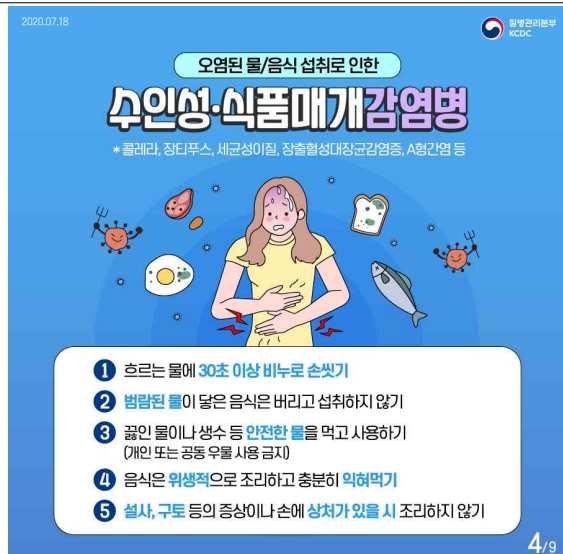 2020.07.18
질병관리본부
KCDC
오염된 물/음식 섭취로 인한
수인성·식품매개감염병
* 콜레라, 장티푸스, 세균성이질, 장출혈성대장균감염증, A형간염 등
1 흐르는 물에 30초 이상 비누로 손씻기
2 범람된 물이 닿은 음식은 버리고 섭취하지 않기
3 끓인 물이나 생수 등 안전한 물을 먹고 사용하기
(개인 또는 공동 우물 사용 금지)
4 음식은 위생적으로 조리하고 충분히 익혀먹기
5 설사, 구토 등의 증상이나 손에 상처가 있을 시 조리하지 않기
4/9